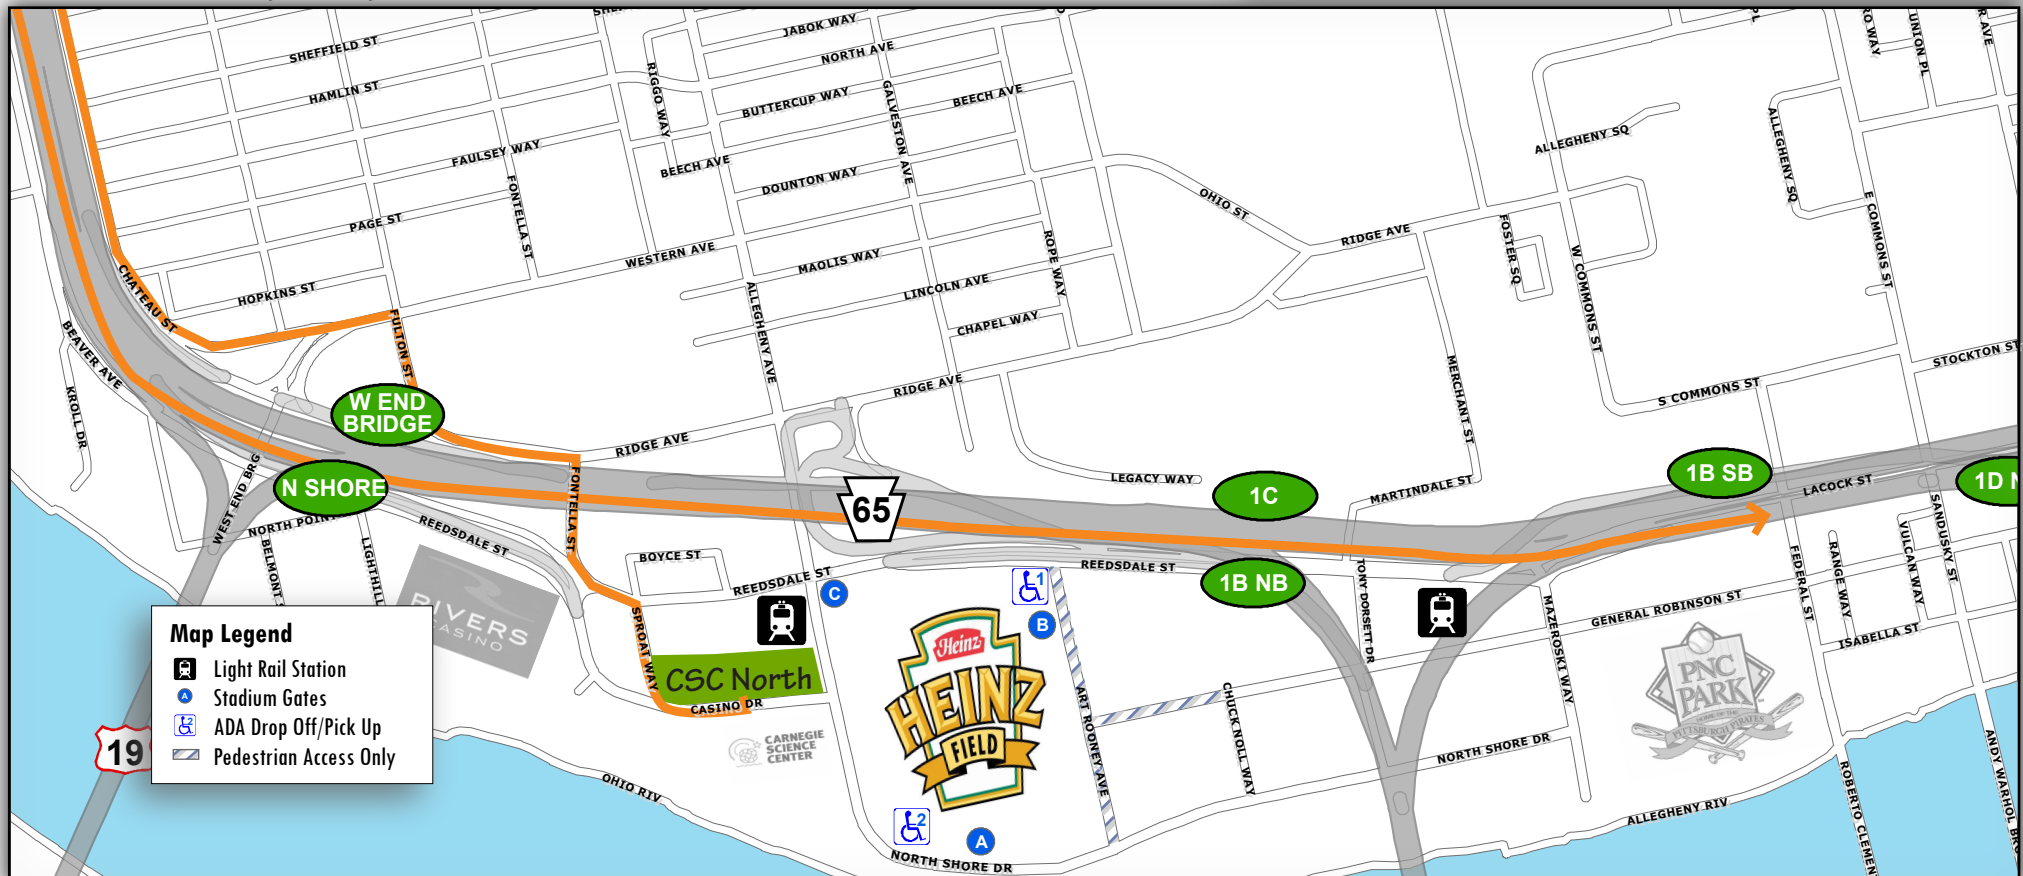 JABOK WAY
SHEFFIELD ST
NORTH AVE
UNION PL
HAMLIN ST
RIGGO WAY
BUTTERCUP WAY
GALVESTON AVE
BEECH AVE
ALLEGHENY SQ
ALLEGHENY SQ
FAULSEY WAY
BEECH AVE
DOUNTON WAY
FONTELLA ST
OHIO ST
PAGE ST
RIDGE AVE
FOSTER SQ
E COMMONS ST
WESTERN AVE
MAOLIS WAY
ROPE WAY
W COMMONS ST
CHATEAU ST
HOPKINS ST
LINCOLN AVE
ALLEGHENY AVE
CHAPEL WAY
FULTON ST
BEAVER AVE
MERCHANT ST
STOCKTON ST
RIDGE AVE
S COMMONS ST
KROLL DR
W END
BRIDGE
RIDGE AVE
LEGACY WAY
1C
MARTINDALE ST
1B SB
LACOCK ST
1D N
N SHORE
WEST END BRG
FONTELLA ST
65
SANDUSKY ST
NORTH POIN
REEDSDALE ST
BELMONT
LIGHTHILL
BOYCE ST
REEDSDALE ST
REEDSDALE ST
1B NB
TONY DORSETT DR
FEDERAL ST
RANGE WAY
VULCAN WAY
C
1
B
MAZEROSKI WAY
GENERAL ROBINSON ST
ISABELLA ST
RIVERS
CASINO
SPROAT WAY
CSC North
CASINO DR
Heinz
HEINZ
FIELD
ART ROONEY AVE
CHUCK NOLL WAY
PNC
PARK
HOME OF THE
PITTSBURGH PIRATES
CARNEGIE
SCIENCE
CENTER
NORTH SHORE DR
Map Legend
Light Rail Station
A
Stadium Gates
2
ADA Drop Off/Pick Up
Pedestrian Access Only
19
OHIO RIV
2
A
NORTH SHORE DR
ALLEGHENY RIV
ROBERTO CLEMEN
ANDY WARHOL BR